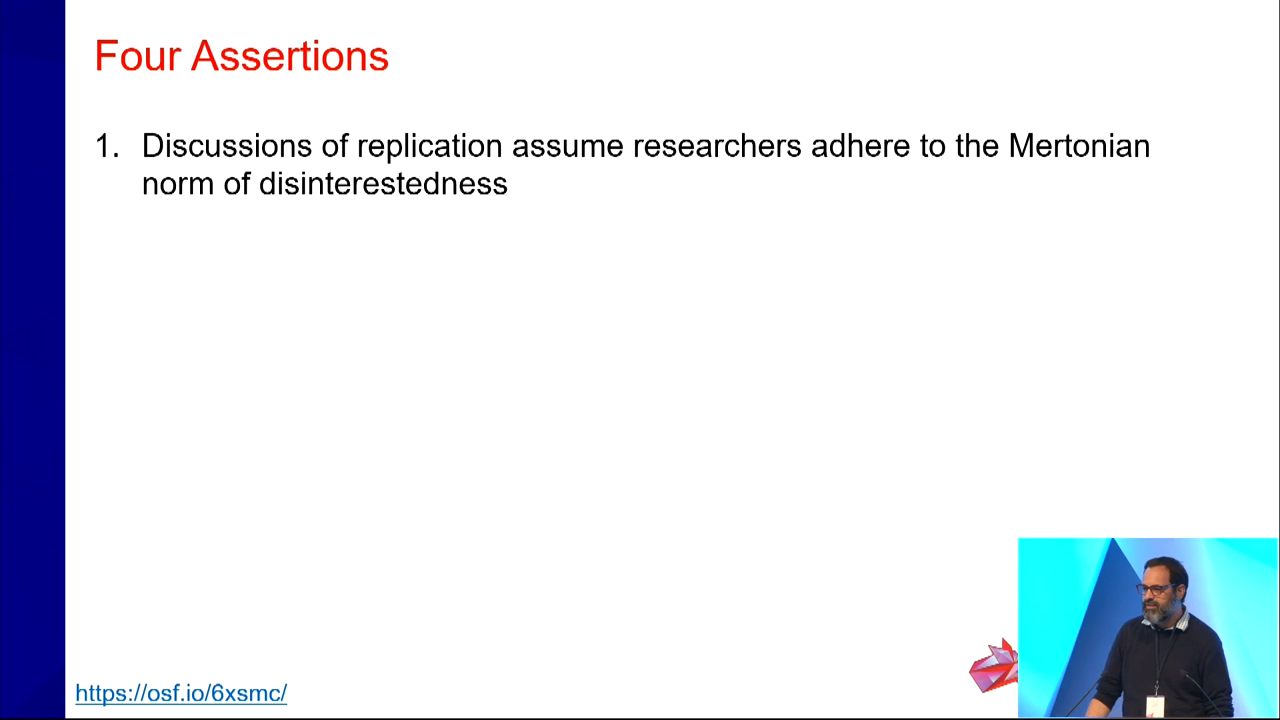 Four Assertions
1. Discussions of replication assume researchers adhere to the Mertonian
norm of disinterestedness
https://osf.io/6xsmc/